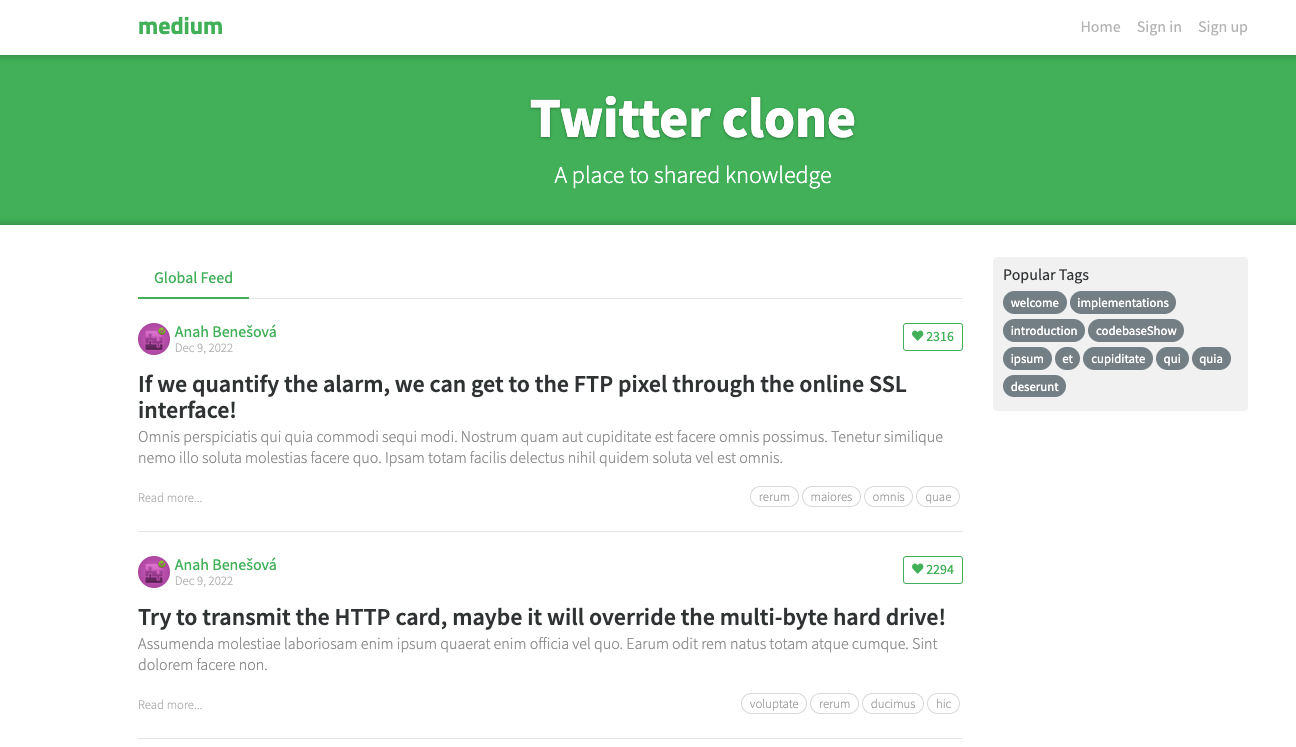 medium
Home Sign in Sign up
Twitter clone
A place to shared knowledge
Global Feed
Anah Benešová
Dec 9, 2022
2316
If we quantify the alarm, we can get to the FTP pixel through the online SSL
interface!
Omnis perspiciatis qui quia commodi sequi modi. Nostrum quam aut cupiditate est facere omnis possimus. Tenetur similique
nemo illo soluta molestias facere quo. Ipsam totam facilis delectus nihil quidem soluta vel est omnis.
Read more...
rerum maiores omnis quae
Anah Benešová
Dec 9, 2022
2294
Try to transmit the HTTP card, maybe it will override the multi-byte hard drive!
Assumenda molestiae laboriosam enim ipsum quaerat enim officia vel quo. Earum odit rem natus totam atque cumque. Sint
dolorem facere non.
Read more...
voluptate rerum ducimus hic
Popular Tags
welcome implementations
introduction codebaseShow
ipsum et cupiditate qui quia
deserunt